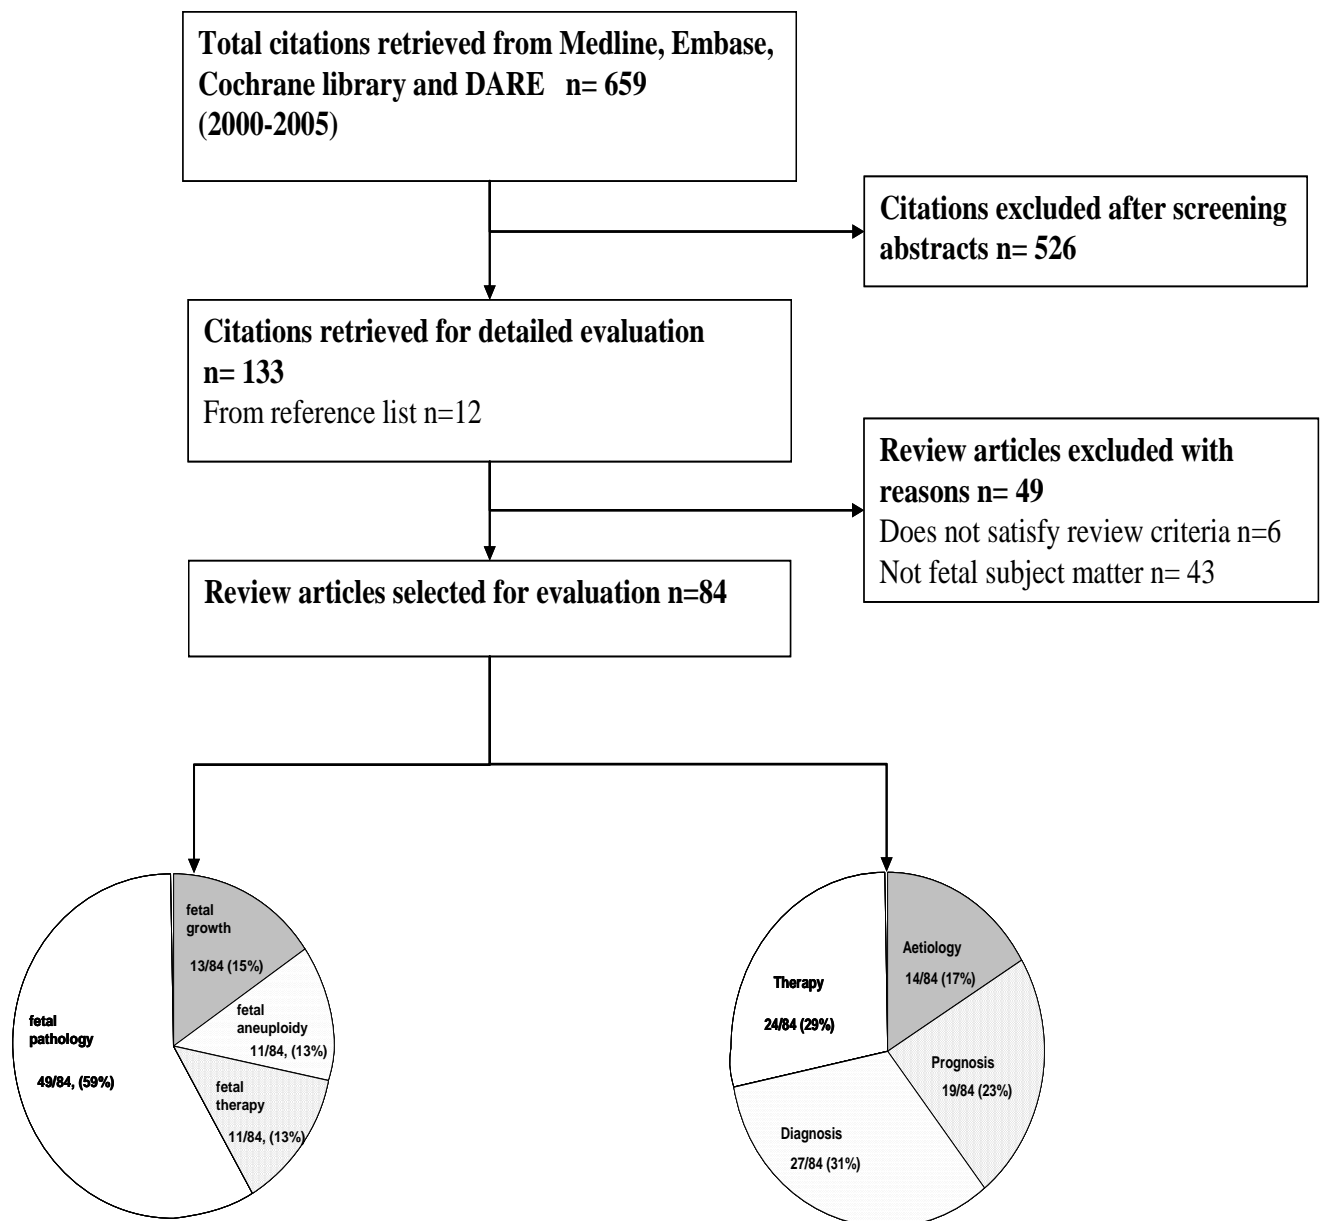 Total citations retrieved from Medline, Embase,
Cochrane library and DARE   n= 659
(2000-2005)
Citations excluded after screening
abstracts n= 526
Citations retrieved for detailed evaluation
n= 133
From reference list n=12
Review articles excluded with
reasons n= 49
Does not satisfy review criteria n=6
Not fetal subject matter n= 43
Review articles selected for evaluation n=84
fetal
growth
13/84 (15%)
fetal
aneuploidy
11/84, (13%)
fetal
therapy
11/84, (13%)
fetal
pathology
49/84, (59%)
Aetiology
14/84 (17%)
Prognosis
19/84 (23%)
Diagnosis
27/84 (31%)
Therapy
24/84 (29%)